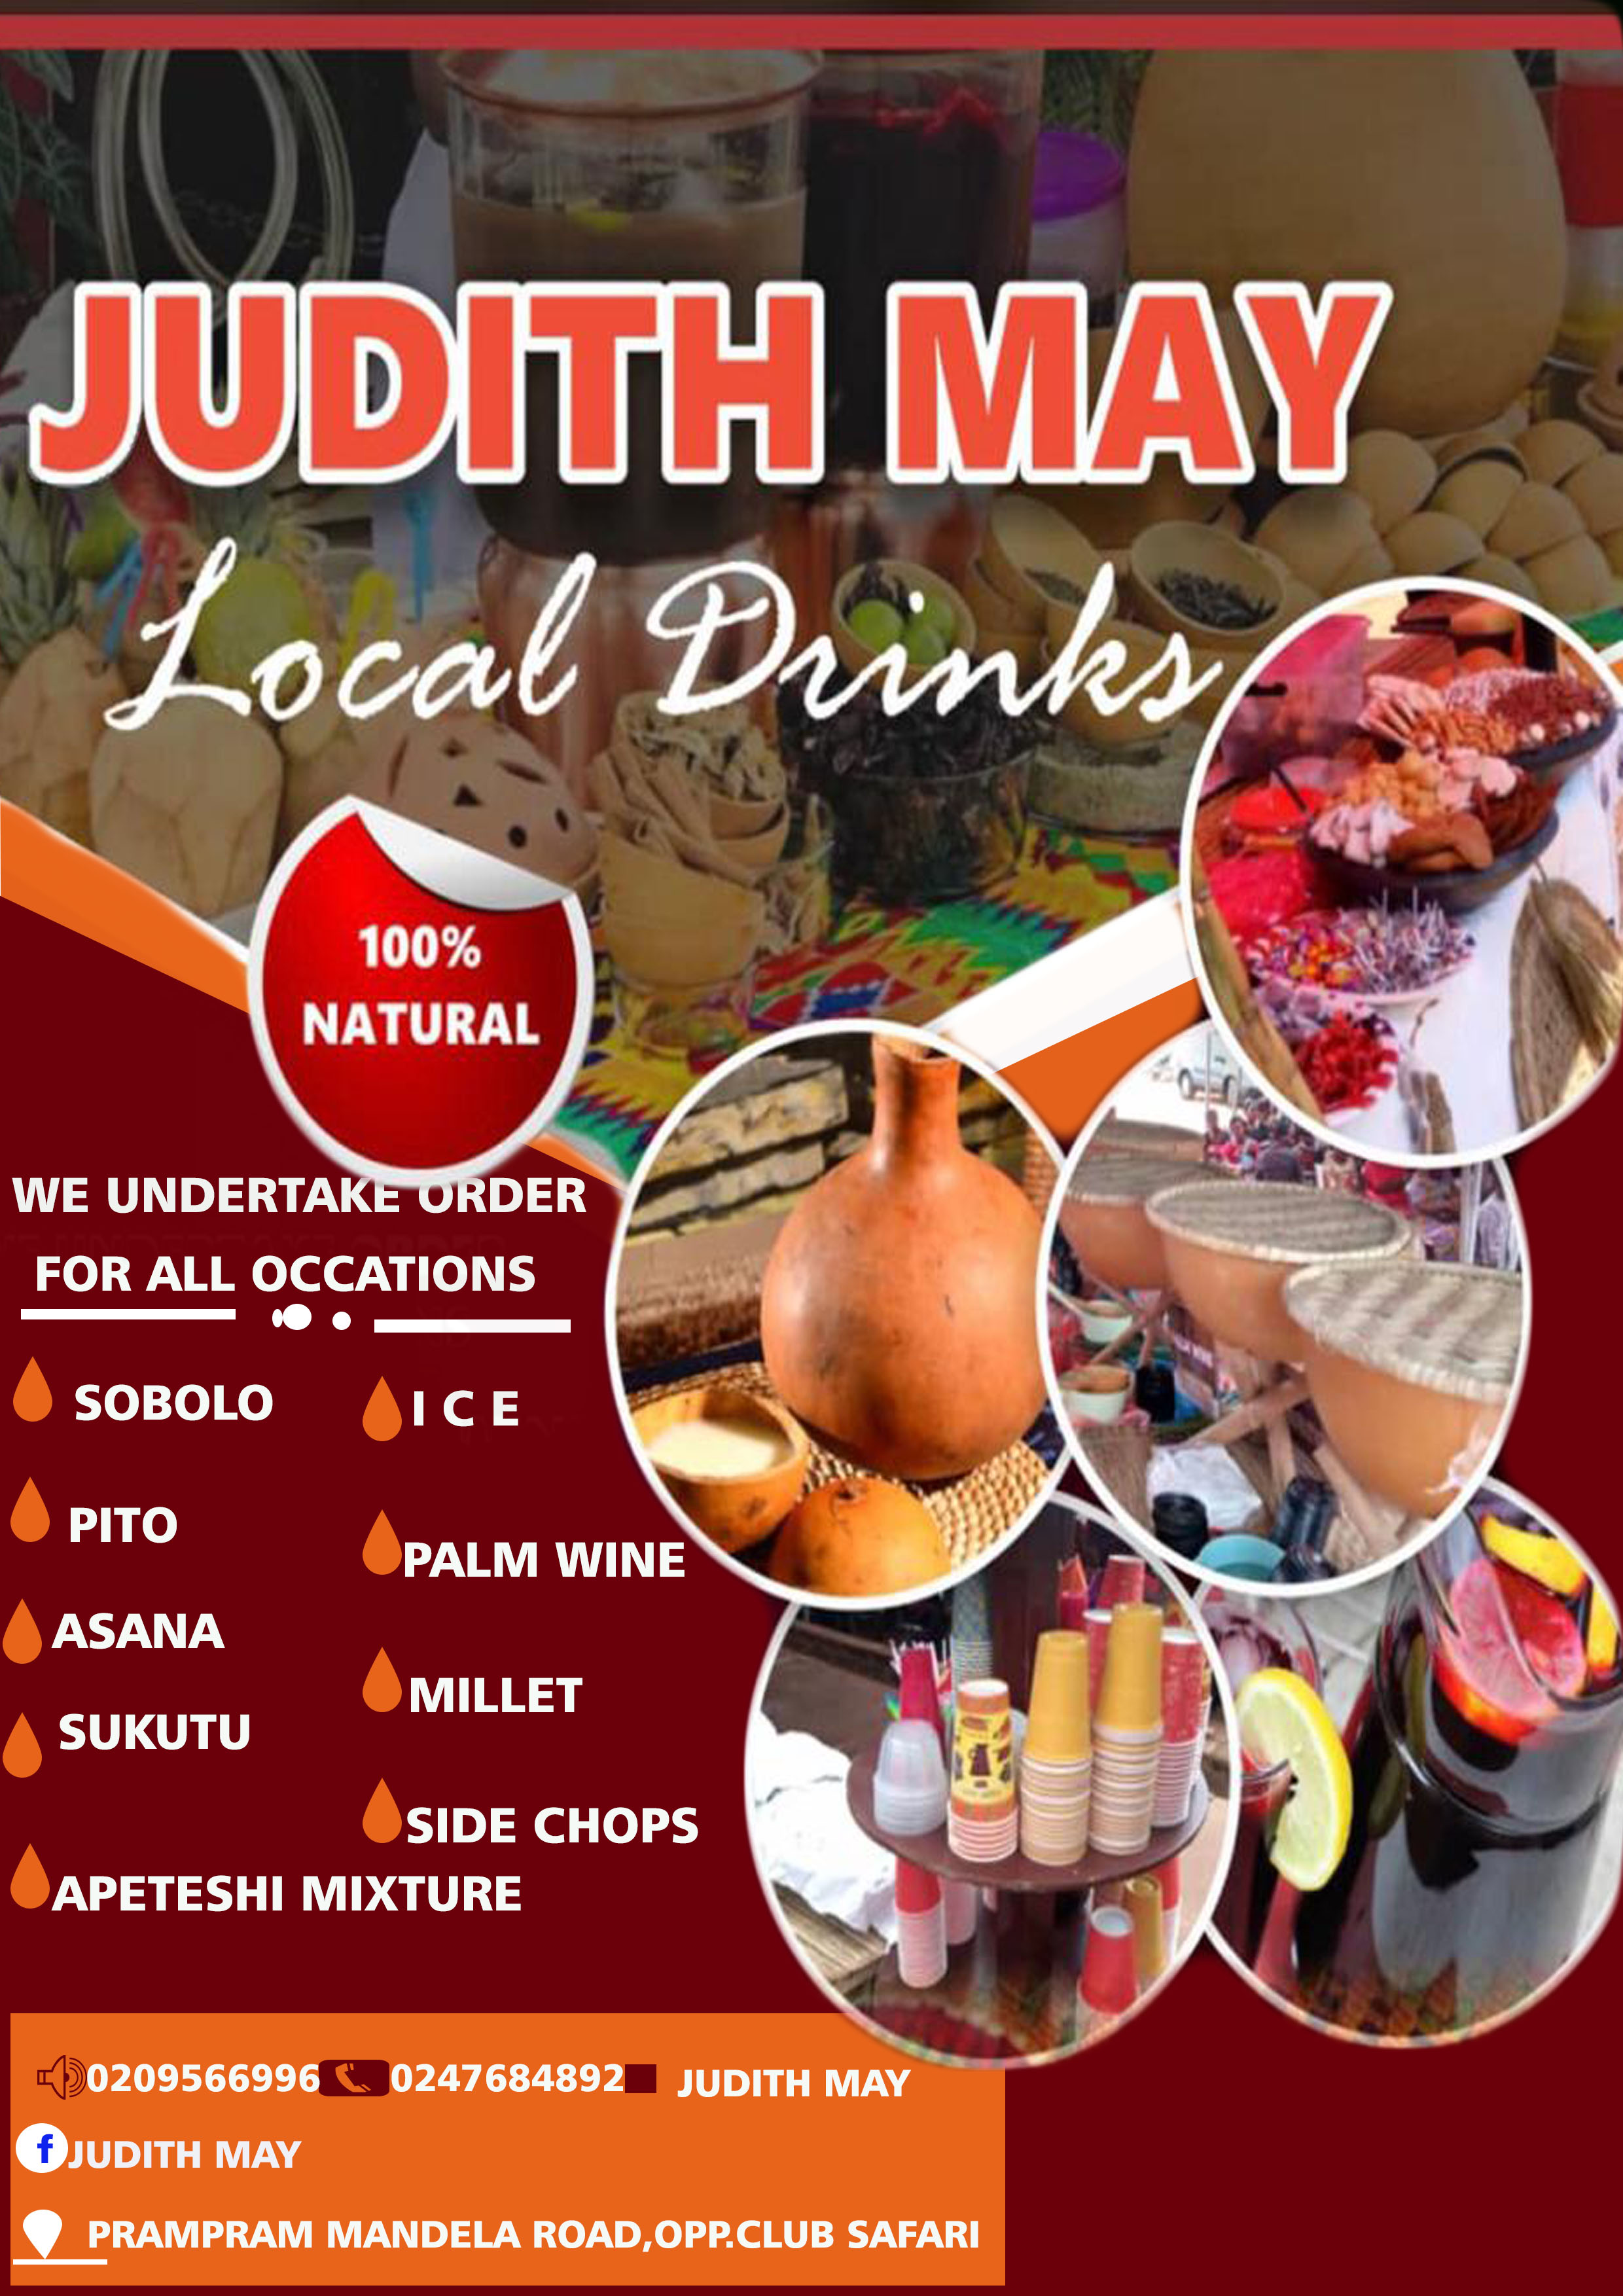 JUDITH MAY
Local Drinks
100%
NATURAL
WE UNDERTAKE ORDER
FOR ALL OCCATIONS
SOBOLO
I C E
PITO
PALM WINE
ASANA
MILLET
SUKUTU
SIDE CHOPS
APETESHI MIXTURE
0209566996 0247684892 JUDITH MAY
f JUDITH MAY
PRAMPRAM MANDELA ROAD,OPP.CLUB SAFARI